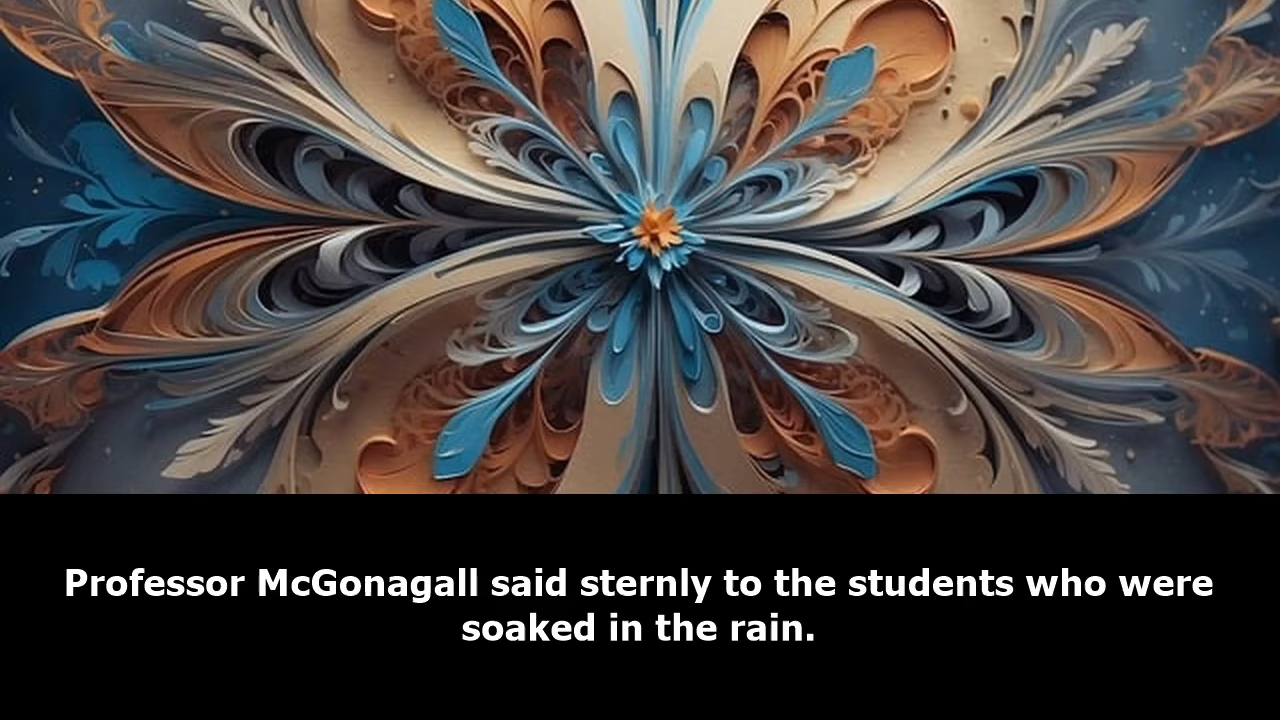 Professor McGonagall said sternly to the students who were
soaked in the rain.